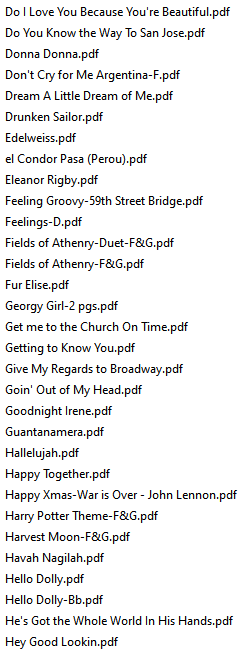 Do I Love You Because You're Beautiful.pdf
Do You Know the Way To San Jose.pdf
Donna Donna.pdf
Don't Cry for Me Argentina-F.pdf
Dream A Little Dream of Me.pdf
Drunken Sailor.pdf
Edelweiss.pdf
el Condor Pasa (Perou).pdf
Eleanor Rigby.pdf
Feeling Groovy-59th Street Bridge.pdf
Feelings-D.pdf
Fields of Athenry-Duet-F&G.pdf
Fields of Athenry-F&G.pdf
Fur Elise.pdf
Georgy Girl-2 pgs.pdf
Get me to the Church On Time.pdf
Getting to Know You.pdf
Give My Regards to Broadway.pdf
Goin' Out of My Head.pdf
Goodnight Irene.pdf
Guantanamera.pdf
Hallelujah.pdf
Happy Together.pdf
Happy Xmas-War is Over - John Lennon.pdf
Harry Potter Theme-F&G.pdf
Harvest Moon-F&G.pdf
Havah Nagilah.pdf
Hello Dolly.pdf
Hello Dolly-Bb.pdf
He's Got the Whole World In His Hands.pdf
Hey Good Lookin.pdf